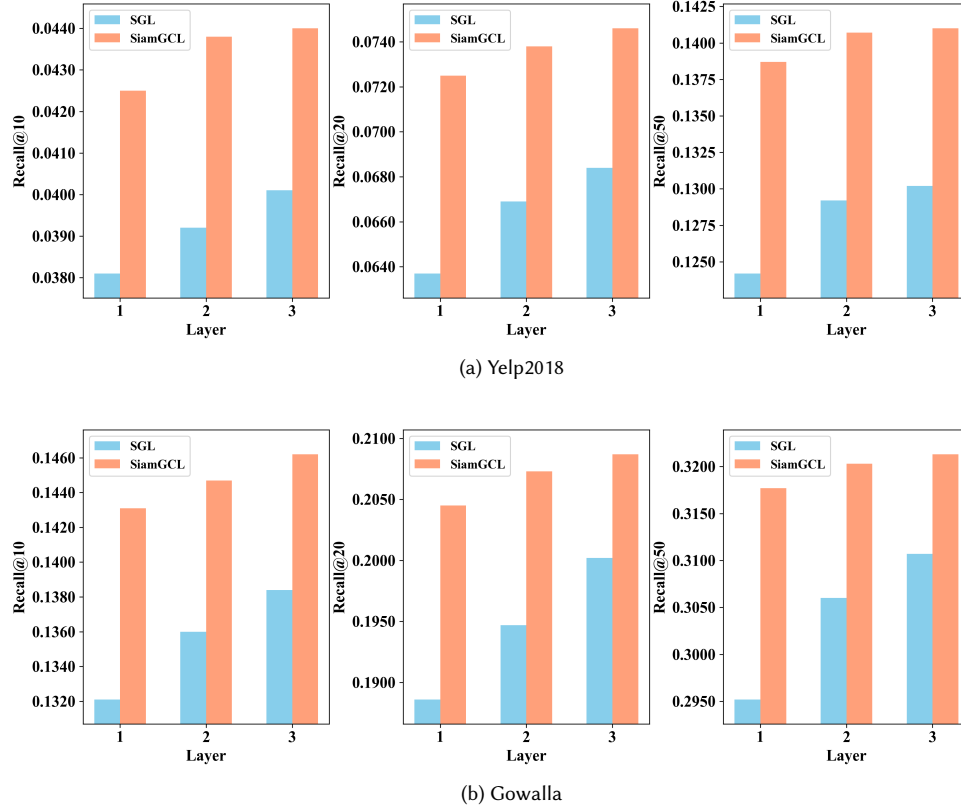 SGL
SiamGCL
Recall@10
0.0440
0.0430
0.0420
0.0410
0.0400
0.0390
0.0380
1 2 3
Layer
SGL
SiamGCL
Recall@20
0.0740
0.0720
0.0700
0.0680
0.0660
0.0640
1 2 3
Layer
SGL
SiamGCL
Recall@50
0.1425
0.1400
0.1375
0.1350
0.1325
0.1300
0.1275
0.1250
1 2 3
Layer
(a) Yelp2018
SGL
SiamGCL
Recall@10
0.1460
0.1440
0.1420
0.1400
0.1380
0.1360
0.1340
0.1320
1 2 3
Layer
SGL
SiamGCL
Recall@20
0.2100
0.2050
0.2000
0.1950
0.1900
1 2 3
Layer
SGL
SiamGCL
Recall@50
0.3200
0.3150
0.3100
0.3050
0.3000
0.2950
1 2 3
Layer
(b) Gowalla